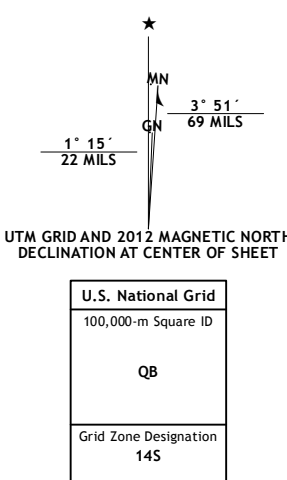 ★
MN
3° 51´
69 MILS
GN
1° 15´
22 MILS
UTM GRID AND 2012 MAGNETIC NORTH
DECLINATION AT CENTER OF SHEET
U.S. National Grid
100,000-m Square ID
QB
Grid Zone Designation
14S